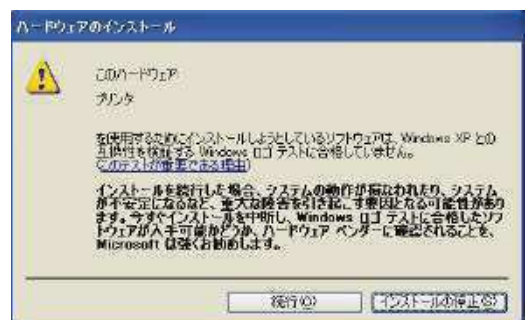 ハードウェアのインストール
このハードウェア:
プリンタ
を使用するためにインストールしようとしているソフトウェアは、Windows XP との
互換性を検証する Windows ロゴ テストに合格していません。
(このテストが重要である理由)
インストールを続行した場合、システムの動作が損なわれたり、システム
が不安定になるなど、重大な障害を引き起こす要因となる可能性があり
ます。今すぐインストールを中断し、Windows ロゴ テストに合格したソフ
トウェアが入手可能かどうか、ハードウェア ベンダーに確認されることを、
Microsoft は強くお勧めします。
続行(C)
インストールの停止(S)